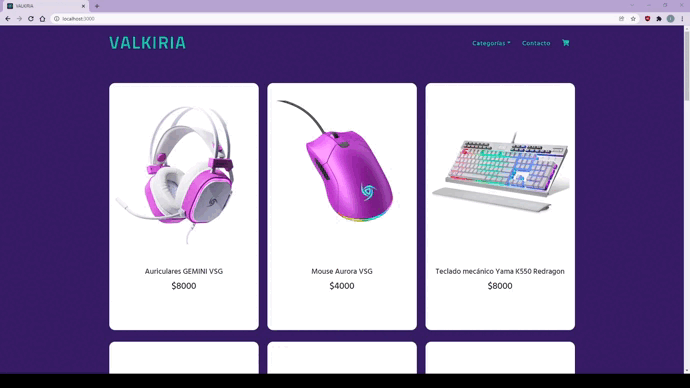 VALKIRIA
localhost:3000
VALKIRIA
Categorías
Contacto
Auriculares GEMINI VSG
$8000
Mouse Aurora VSG
$4000
Teclado mecánico Yama K550 Redragon
$8000